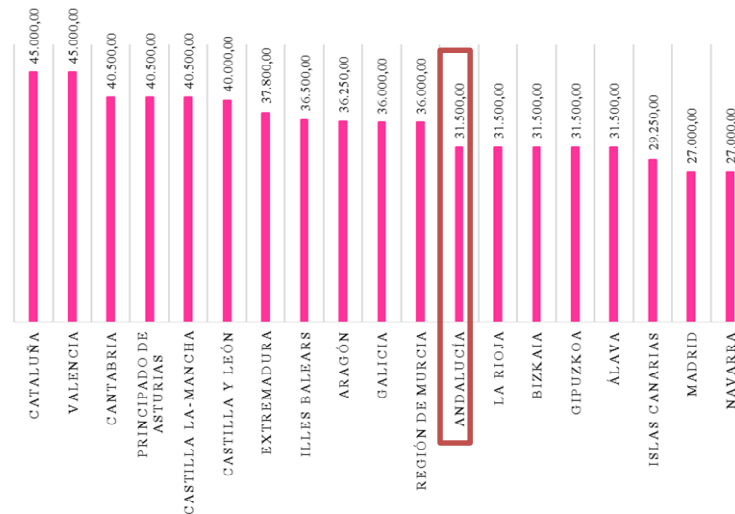 45.000,00
45.000,00
40.500,00
40.500,00
40.500,00
40.000,00
37.800,00
36.500,00
36.250,00
36.000,00
36.000,00
31.500,00
31.500,00
31.500,00
31.500,00
31.500,00
29.250,00
27.000,00
27.000,00
CATALUÑA
VALENCIA
CANTABRIA
PRINCIPADO DE
ASTURIAS
CASTILLA LA-MANCHA
CASTILLA Y LEÓN
EXTREMADURA
ILLES BALEARS
ARAGÓN
GALICIA
REGIÓN DE MURCIA
ANDALUCÍA
LA RIOJA
BIZKAIA
GIPUZKOA
ÁLAVA
ISLAS CANARIAS
MADRID
NAVARRA